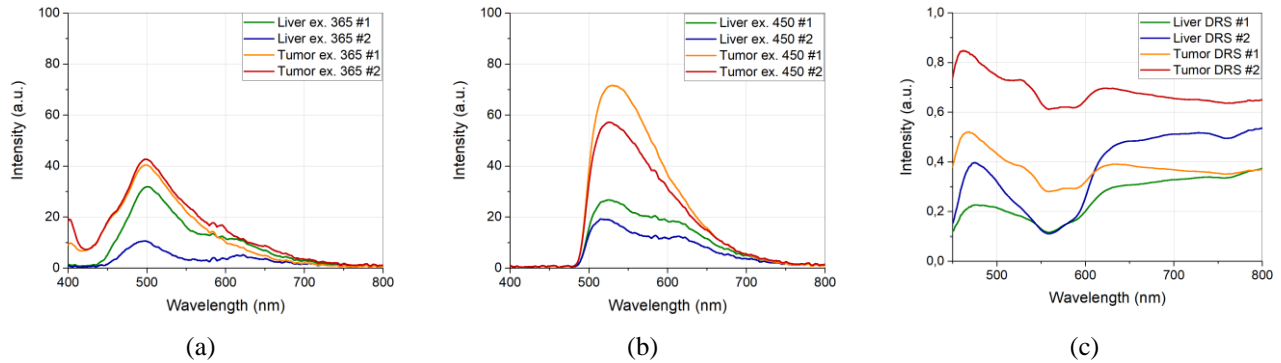 100
80
60
40
20
0
Intensity (a.u.)
400 500 600 700 800
Wavelength (nm)
Liver ex. 365 #1
Liver ex. 365 #2
Tumor ex. 365 #1
Tumor ex. 365 #2
(a)
100
80
60
40
20
0
Intensity (a.u.)
400 500 600 700 800
Wavelength (nm)
Liver ex. 450 #1
Liver ex. 450 #2
Tumor ex. 450 #1
Tumor ex. 450 #2
(b)
1,0
0,8
0,6
0,4
0,2
0,0
Intensity (a.u.)
500 600 700 800
Wavelength (nm)
Liver DRS #1
Liver DRS #2
Tumor DRS #1
Tumor DRS #2
(c)